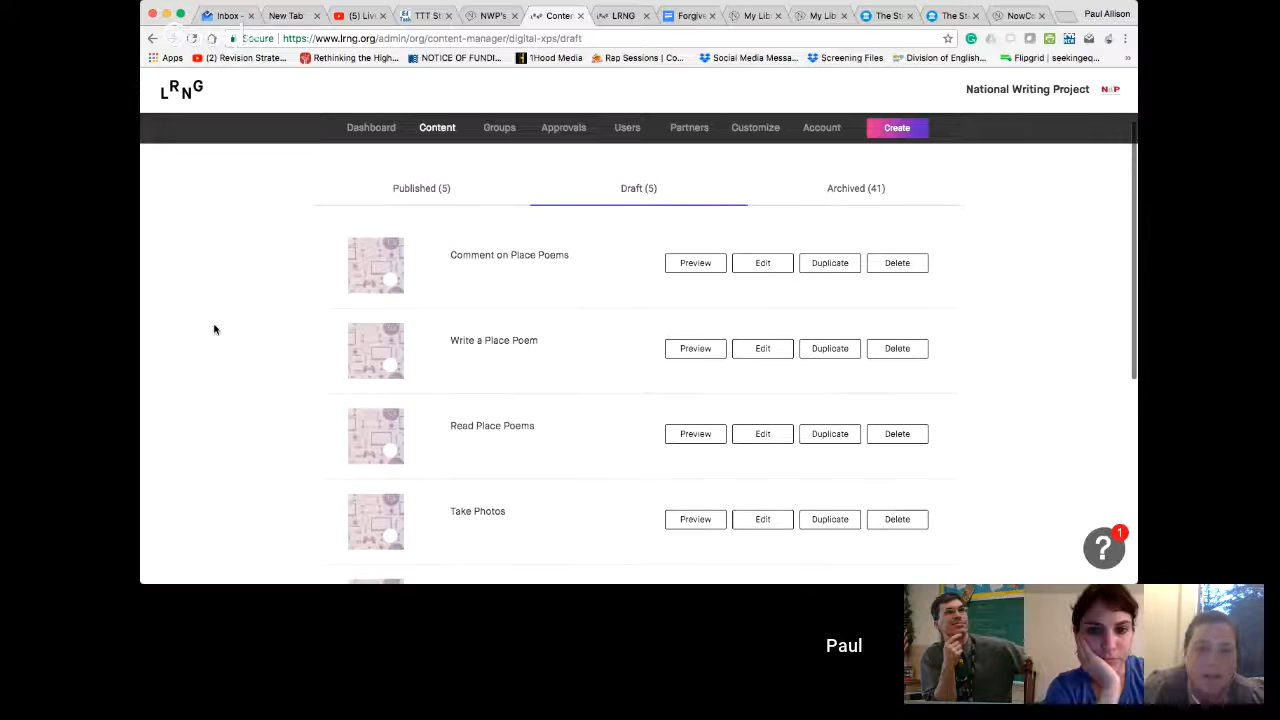 Inbox - New Tab (2) Live TTT St NWP's Conte LRNG Forgive My Lib My Lib The St The St NowCo Paul Allison
Secure https://www.lrng.org/admin/org/content-manager/digital-xps/draft
Apps (2) Revision Strate... Rethinking the High... NOTICE OF FUNDI... 1Hood Media Rap Sessions | Co... Social Media Messa... Screening Files Division of English... Flipgrid | seekingeq... »
LRNG National Writing Project NWP
Dashboard Content Groups Approvals Users Partners Customize Account Create
Published (5) Draft (5) Archived (41)
Comment on Place Poems Preview Edit Duplicate Delete
Write a Place Poem Preview Edit Duplicate Delete
Read Place Poems Preview Edit Duplicate Delete
Take Photos Preview Edit Duplicate Delete
? 1
Paul